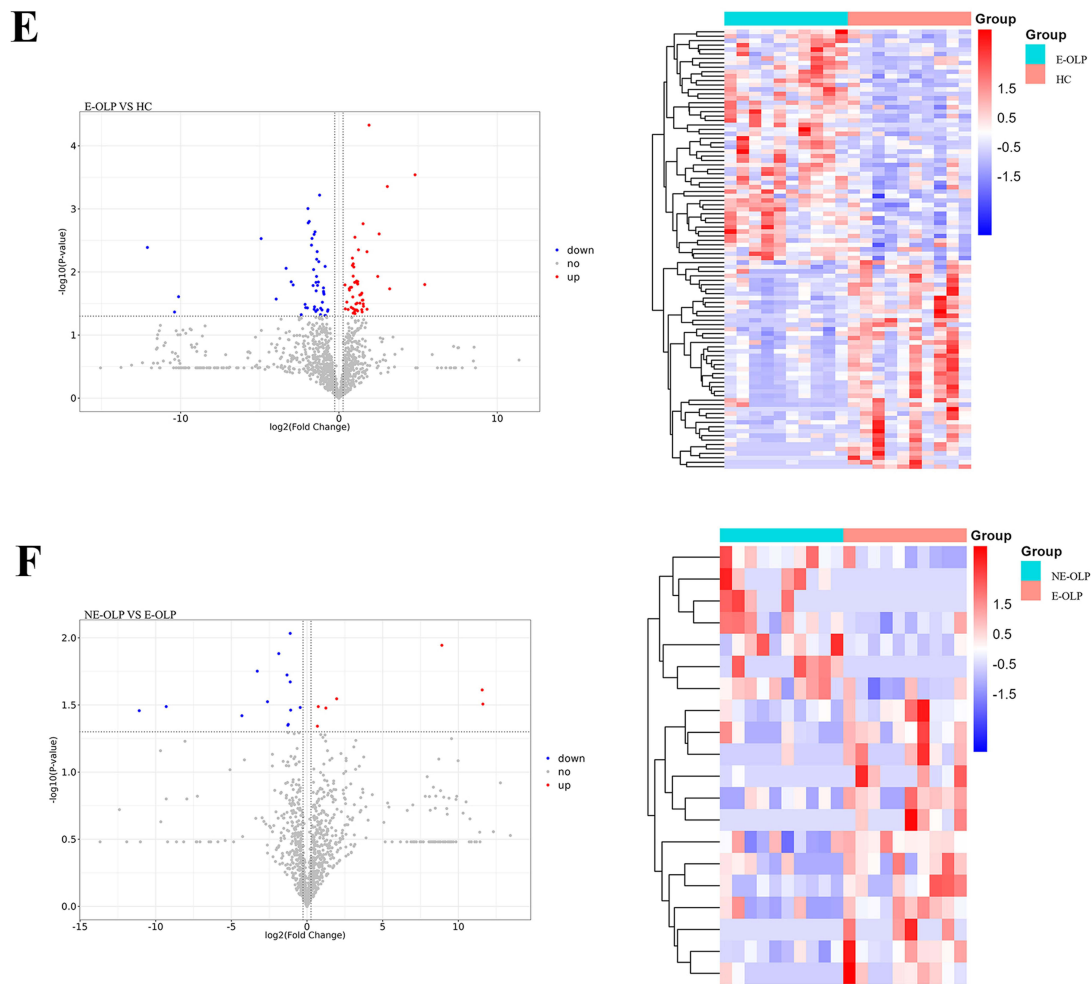 E
E-OLP VS HC
4
3
2
1
0
-log10(P-value)
-10
0
10
log2(Fold Change)
down
no
up
Group
1.5
0.5
-0.5
-1.5
Group
E-OLP
HC
F
NE-OLP VS E-OLP
2.0
1.5
1.0
0.5
0.0
-log10(P-value)
-15
-10
-5
0
5
10
log2(Fold Change)
down
no
up
Group
1.5
0.5
-0.5
-1.5
Group
NE-OLP
E-OLP